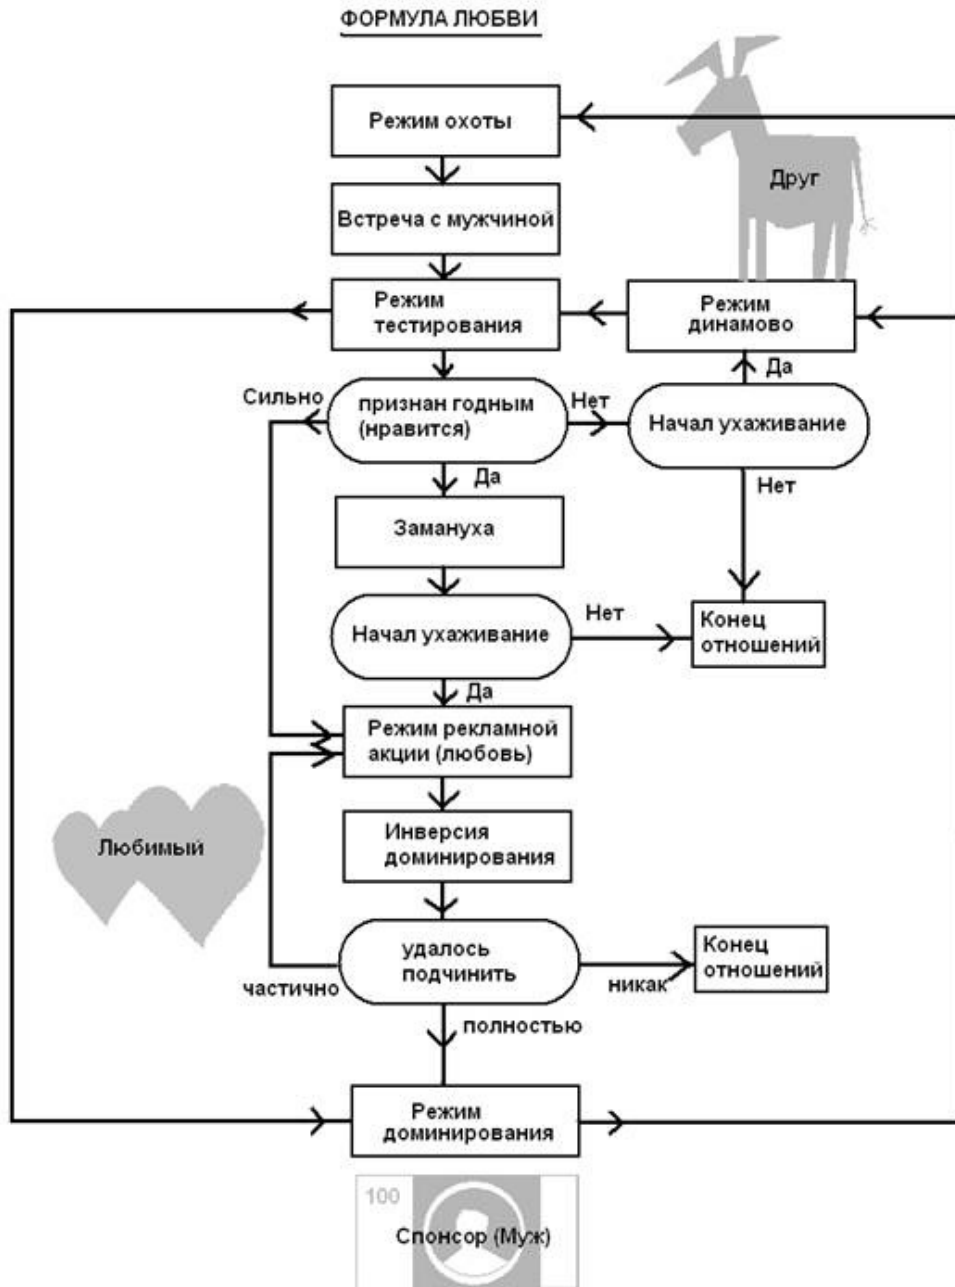 ФОРМУЛА ЛЮБВИ
Режим охоты
Друг
Встреча с мужчиной
Режим
тестирования
Режим
динамово
Да
Сильно
признан годным
(нравится)
Нет
Начал ухаживание
Да
Нет
Замануха
Начал ухаживание
Нет
Конец
отношений
Да
Режим рекламной
акции (любовь)
Любимый
Инверсия
доминирования
удалось
подчинить
Конец
отношений
частично
никак
полностью
Режим
доминирования
100
Спонсор (Муж)